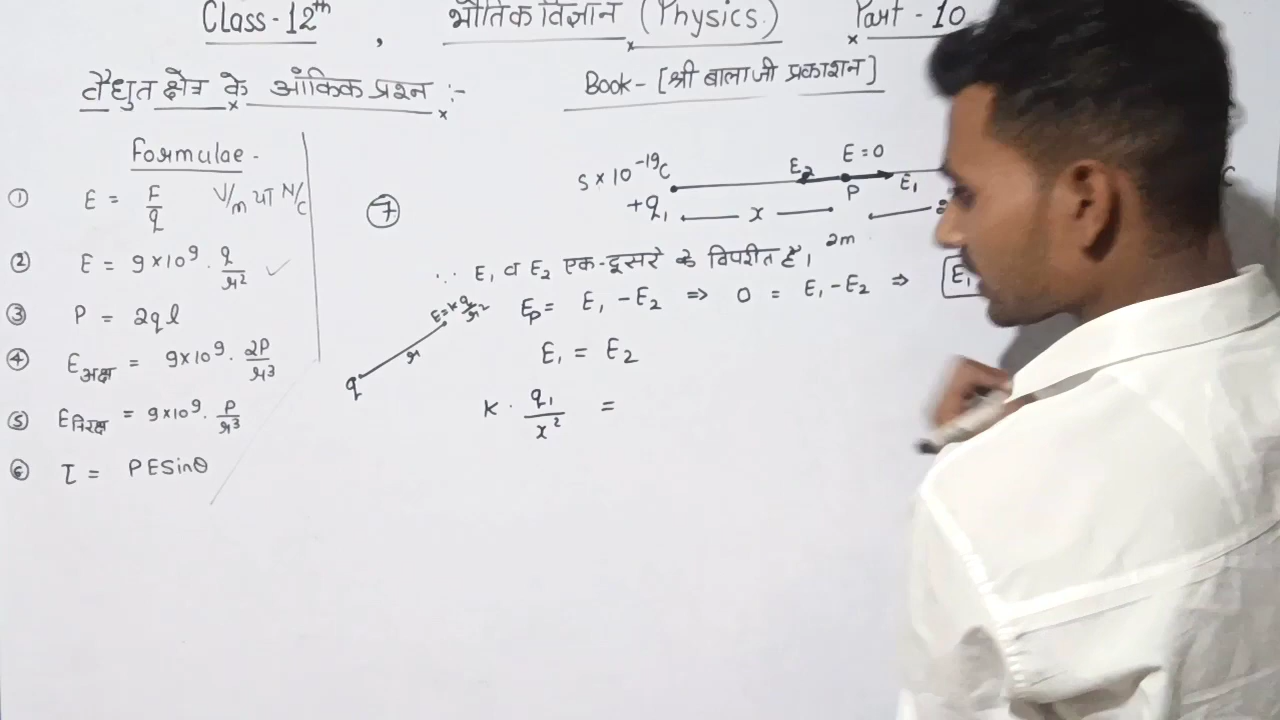 Class - 12th , भौतिक विज्ञान (Physics) Part - 10
वैद्युत क्षेत्र के आंकिक प्रश्न :-
Book - [श्री बालाजी प्रकाशन]
Formulae -
① E = F/q V/m या N/C
② E = 9×10⁹ · q/r² ✓
③ P = 2ql
④ E अक्ष = 9×10⁹ · 2P/r³
⑤ E निरक्ष = 9×10⁹ · P/r³
⑥ τ = PESinθ
⑦
5×10⁻¹⁹C E₂ E=0
+q₁ x P E₁
2m
∵ E₁ व E₂ एक-दूसरे के विपरीत हैं।
Ep = E₁ - E₂ ⇒ 0 = E₁ - E₂ ⇒ E₁
E₁ = E₂
K · q₁/x² =
q r E = K q/r²